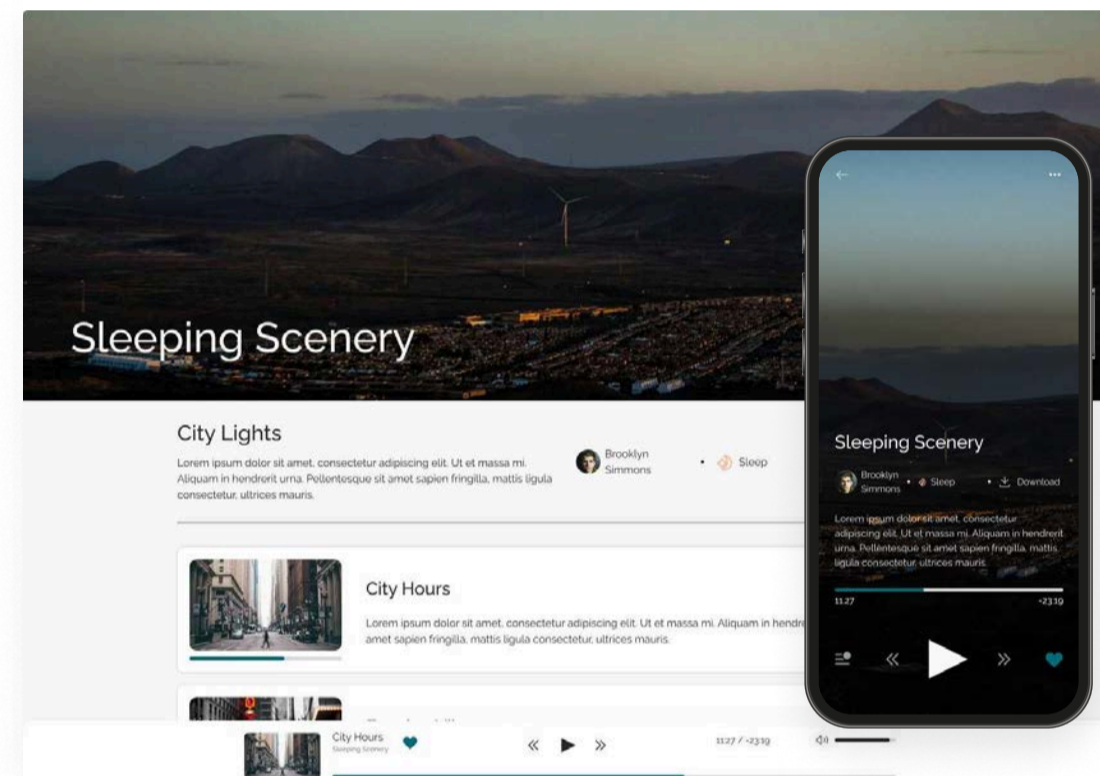 Sleeping Scenery
City Lights
Lorem ipsum dolor sit amet, consectetur adipiscing elit. Ut et massa mi.
Aliquam in hendrerit urna. Pellentesque sit amet sapien fringilla, mattis ligula
consectetur, ultrices mauris.
Brooklyn
Simmons
• Sleep
City Hours
Lorem ipsum dolor sit amet, consectetur adipiscing elit. Ut et massa mi. Aliquam in hendre
amet sapien fringilla, mattis ligula consectetur, ultrices mauris.
City Hours
Sleeping Scenery
11:27 / -23:19
Sleeping Scenery
Brooklyn
Simmons
• Sleep
• Download
Lorem ipsum dolor sit amet, consectetur
adipiscing elit. Ut et massa mi. Aliquam in hendrerit
urna. Pellentesque sit amet sapien fringilla, mattis
ligula consectetur, ultrices mauris.
11:27
-23:19